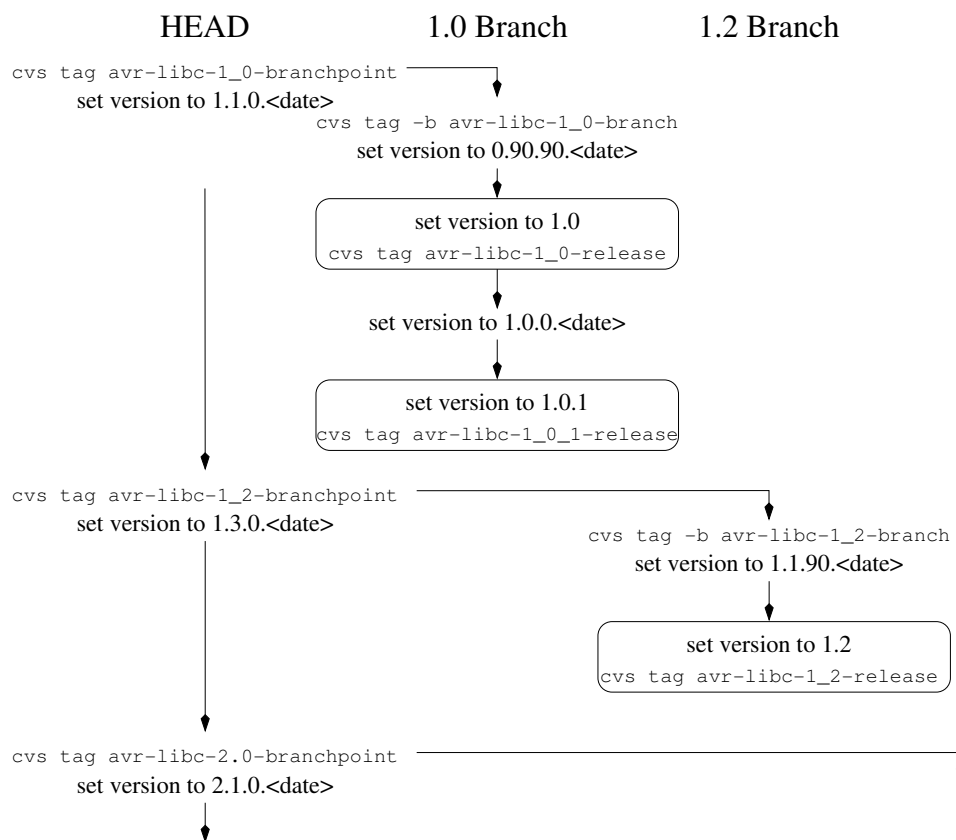 HEAD
1.0 Branch
1.2 Branch
cvs tag avr-libc-1_0-branchpoint
set version to 1.1.0.<date>
cvs tag -b avr-libc-1_0-branch
set version to 0.90.90.<date>
set version to 1.0
cvs tag avr-libc-1_0-release
set version to 1.0.0.<date>
set version to 1.0.1
cvs tag avr-libc-1_0_1-release
cvs tag avr-libc-1_2-branchpoint
set version to 1.3.0.<date>
cvs tag -b avr-libc-1_2-branch
set version to 1.1.90.<date>
set version to 1.2
cvs tag avr-libc-1_2-release
cvs tag avr-libc-2.0-branchpoint
set version to 2.1.0.<date>